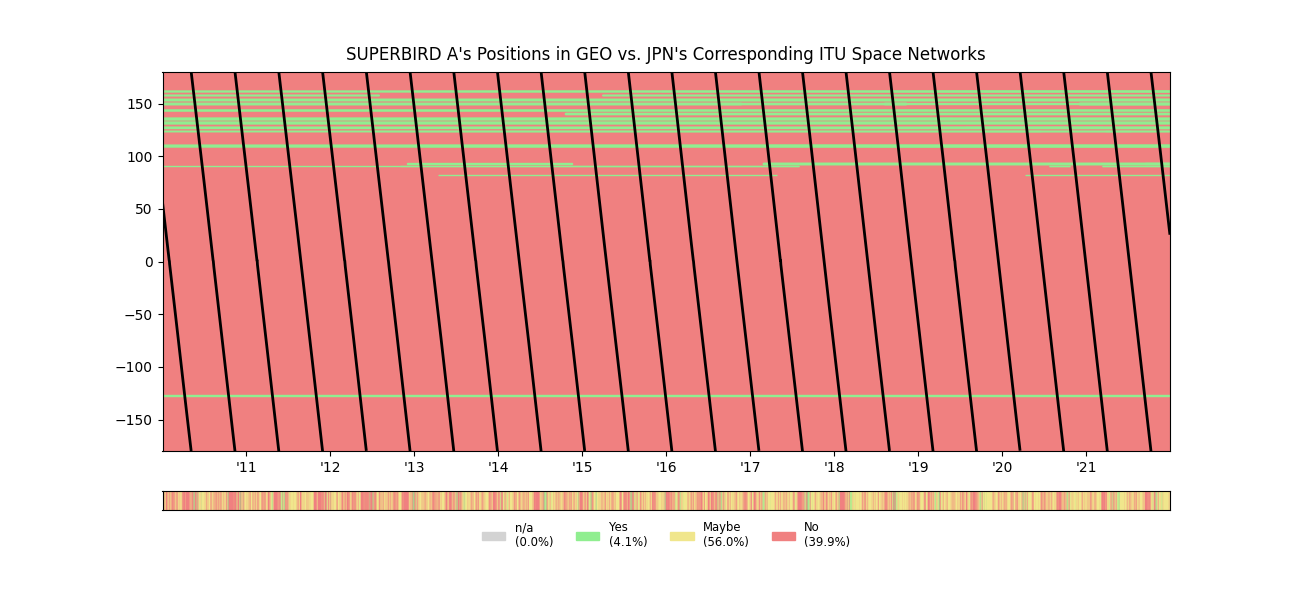 SUPERBIRD A's Positions in GEO vs. JPN's Corresponding ITU Space Networks
150
100
50
0
−50
−100
−150
'11 '12 '13 '14 '15 '16 '17 '18 '19 '20 '21
n/a Yes Maybe No
(0.0%) (4.1%) (56.0%) (39.9%)